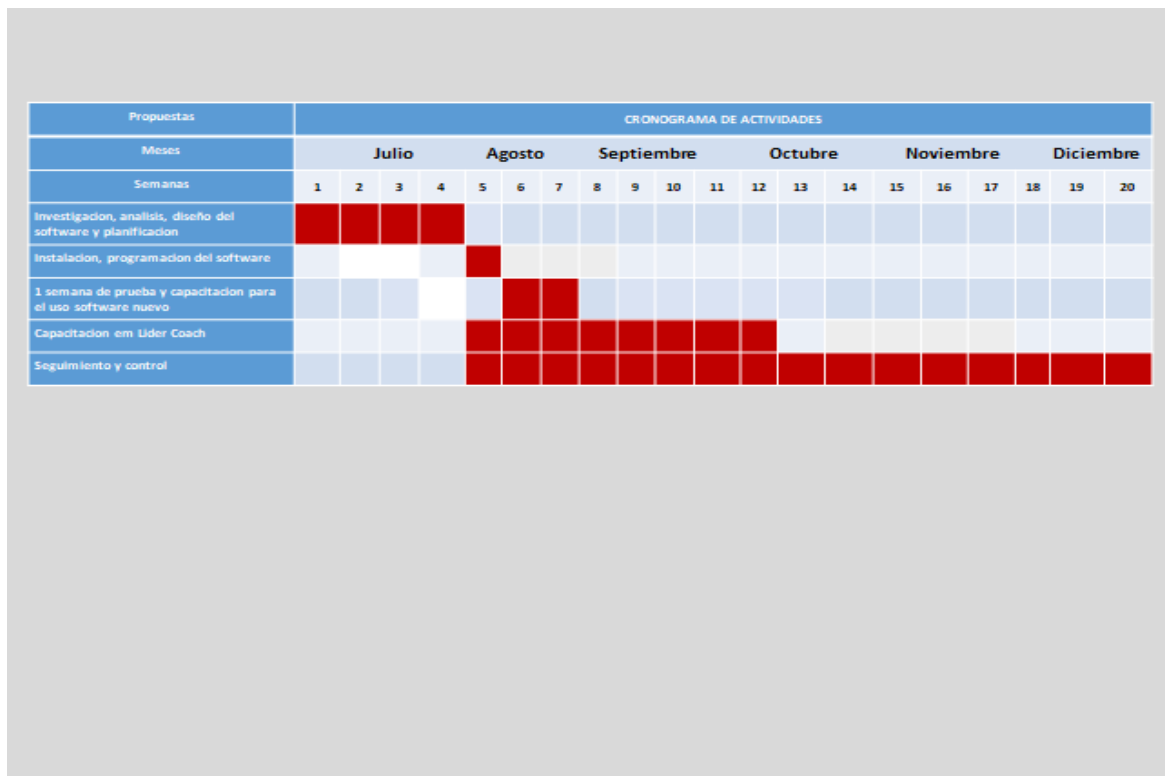 Propuestas CRONOGRAMA DE ACTIVIDADES
Meses Julio Agosto Septiembre Octubre Noviembre Diciembre
Semanas 1 2 3 4 5 6 7 8 9 10 11 12 13 14 15 16 17 18 19 20
Investigacion, analisis, diseño del
software y planificacion
Instalacion, programacion del software
1 semana de prueba y capacitacion para
el uso software nuevo
Capacitacion em Lider Coach
Seguimiento y control